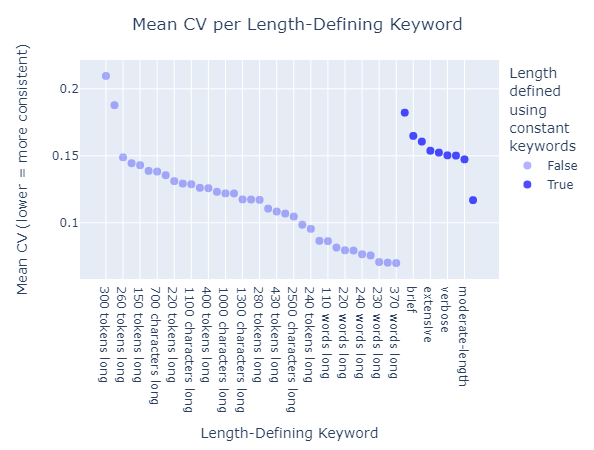 Mean CV per Length-Defining Keyword
Mean CV (lower = more consistent)
0.2
0.15
0.1
300 tokens long
260 tokens long
150 tokens long
700 characters long
220 tokens long
1100 characters long
400 tokens long
1000 characters long
1300 characters long
280 tokens long
430 tokens long
2500 characters long
240 tokens long
110 words long
220 words long
240 words long
230 words long
370 words long
brief
extensive
verbose
moderate-length
Length-Defining Keyword
Length
defined
using
constant
keywords
False
True